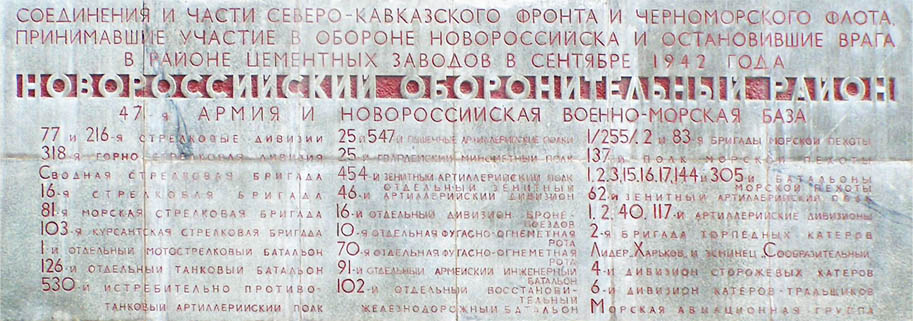 СОЕДИНЕНИЯ И ЧАСТИ СЕВЕРО-КАВКАЗСКОГО ФРОНТА И ЧЕРНОМОРСКОГО ФЛОТА,
ПРИНИМАВШИЕ УЧАСТИЕ В ОБОРОНЕ НОВОРОССИЙСКА И ОСТАНОВИВШИЕ ВРАГА
В РАЙОНЕ ЦЕМЕНТНЫХ ЗАВОДОВ В СЕНТЯБРЕ 1942 ГОДА
НОВОРОССИЙСКИЙ ОБОРОНИТЕЛЬНЫЙ РАЙОН
47-я АРМИЯ И НОВОРОССИЙСКАЯ ВОЕННО-МОРСКАЯ БАЗА
77 и 216-я СТРЕЛКОВЫЕ ДИВИЗИИ
318-я ГОРНО-СТРЕЛКОВАЯ ДИВИЗИЯ
СВОДНАЯ СТРЕЛКОВАЯ БРИГАДА
16-я СТРЕЛКОВАЯ БРИГАДА
81-я МОРСКАЯ СТРЕЛКОВАЯ БРИГАДА
103-я КУРСАНТСКАЯ СТРЕЛКОВАЯ БРИГАДА
1-й ОТДЕЛЬНЫЙ МОТОСТРЕЛКОВЫЙ БАТАЛЬОН
126-й ОТДЕЛЬНЫЙ ТАНКОВЫЙ БАТАЛЬОН
530-й ИСТРЕБИТЕЛЬНО ПРОТИВО-
ТАНКОВЫЙ АРТИЛЛЕРИЙСКИЙ ПОЛК
25 и 547-й ПУШЕЧНЫЕ АРТИЛЛЕРИЙСКИЕ ПОЛКИ
25-й ГВАРДЕЙСКИЙ МИНОМЕТНЫЙ ПОЛК
454-й ЗЕНИТНЫЙ АРТИЛЛЕРИЙСКИЙ ПОЛК
46-й ОТДЕЛЬНЫЙ ЗЕНИТНЫЙ
АРТИЛЛЕРИЙСКИЙ ДИВИЗИОН
16-й ОТДЕЛЬНЫЙ ДИВИЗИОН БРОНЕ-
ПОЕЗДОВ
10-я ОТДЕЛЬНАЯ ФУГАСНО-ОГНЕМЕТНАЯ
РОТА
70-я ОТДЕЛЬНАЯ ФУГАСНО-ОГНЕМЕТНАЯ
РОТА
91-й ОТДЕЛЬНЫЙ АРМЕЙСКИЙ ИНЖЕНЕРНЫЙ
БАТАЛЬОН
102-й ОТДЕЛЬНЫЙ ВОССТАНОВИ-
ТЕЛЬНЫЙ
ЖЕЛЕЗНОДОРОЖНЫЙ БАТАЛЬОН
1/255/, 2 и 83-я БРИГАДЫ МОРСКОЙ ПЕХОТЫ
137-й ПОЛК МОРСКОЙ ПЕХОТЫ
1, 2, 3, 15, 16, 17, 144 и 305-й БАТАЛЬОНЫ
МОРСКОЙ ПЕХОТЫ
62-й ЗЕНИТНЫЙ АРТИЛЛЕРИЙСКИЙ ПОЛК
1, 2, 40, 117-й АРТИЛЛЕРИЙСКИЕ ДИВИЗИОНЫ
2-я БРИГАДА ТОРПЕДНЫХ КАТЕРОВ
ЛИДЕР „ХАРЬКОВ" И ЭСМИНЕЦ „СООБРАЗИТЕЛЬНЫЙ"
4-й ДИВИЗИОН СТОРОЖЕВЫХ КАТЕРОВ
6-й ДИВИЗИОН КАТЕРОВ-ТРАЛЬЩИКОВ
МОРСКАЯ АВИАЦИОННАЯ ГРУППА